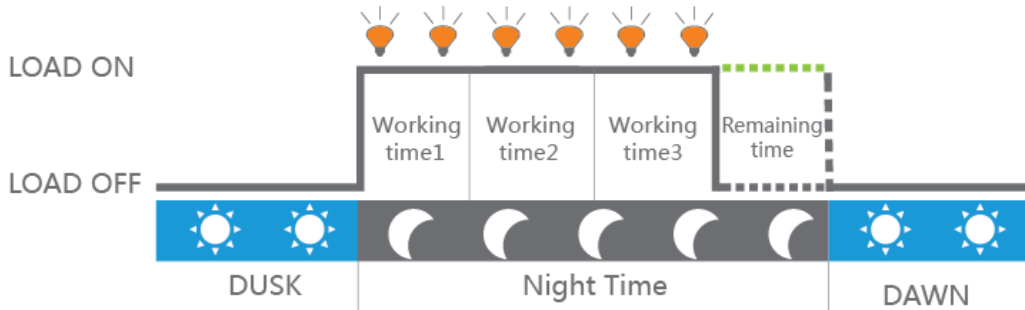 LOAD ON
Working
time1
Working
time2
Working
time3
Remaining
time
LOAD OFF
DUSK
Night Time
DAWN